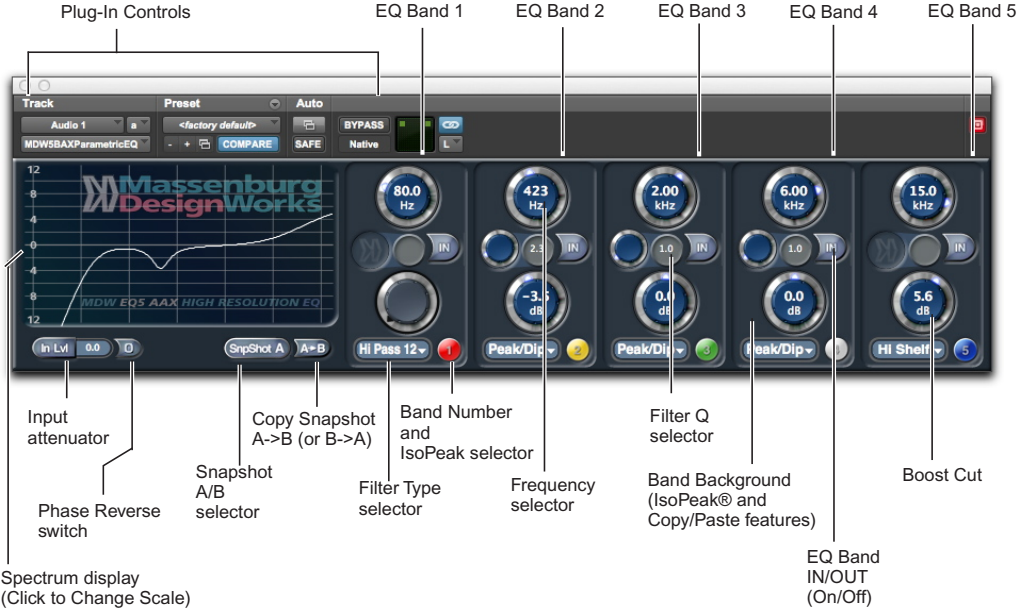 Plug-In Controls
EQ Band 1
EQ Band 2
EQ Band 3
EQ Band 4
EQ Band 5
Track
Preset
Auto
Audio 1
a
<factory default>
BYPASS
MDW5BAXParametricEQ
- +
COMPARE
SAFE
Native
L
12
8
4
0
4
8
12
Massenburg
DesignWorks
MDW EQ5 AAX HIGH RESOLUTION EQ
80.0
Hz
423
Hz
2.00
kHz
6.00
kHz
15.0
kHz
IN
2.3
IN
1.0
IN
1.0
IN
IN
-3.5
dB
0.0
dB
0.0
dB
5.6
dB
In Lvl
0.0
SnpShot A
A▸B
Hi Pass 12
1
Peak/Dip
2
Peak/Dip
3
Peak/Dip
HI Shelf
5
Input
attenuator
Phase Reverse
switch
Snapshot
A/B
selector
Copy Snapshot
A->B (or B->A)
Filter Type
selector
Band Number
and
IsoPeak selector
Frequency
selector
Filter Q
selector
Band Background
(IsoPeak® and
Copy/Paste features)
EQ Band
IN/OUT
(On/Off)
Boost Cut
Spectrum display
(Click to Change Scale)